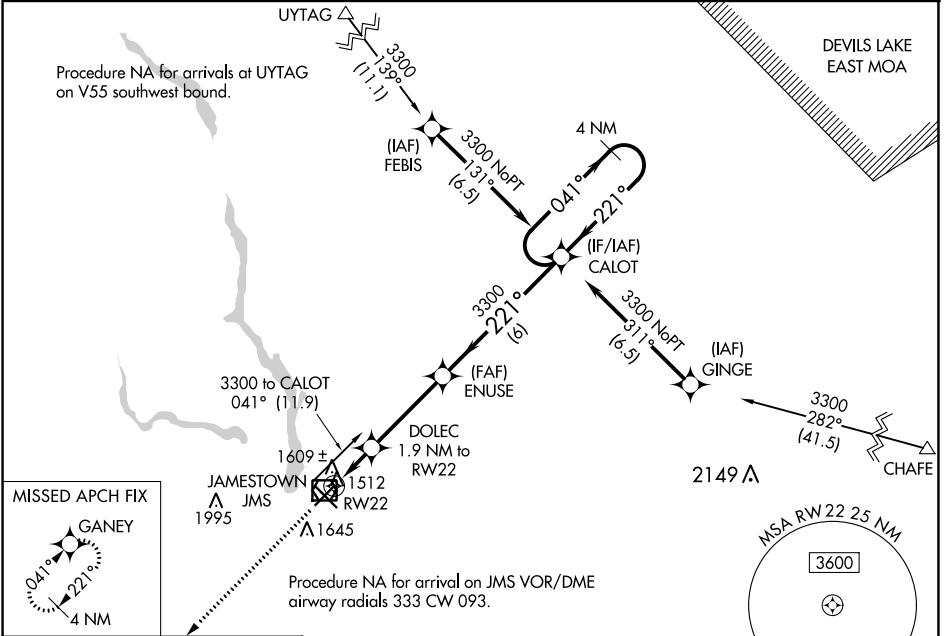 UYTAG
3300
139°
(11.1)
Procedure NA for arrivals at UYTAG
on V55 southwest bound.
DEVILS LAKE
EAST MOA
(IAF)
FEBIS
3300 NoPT
131°
(6.5)
4 NM
041°
221°
(IF/IAF)
CALOT
3300
221°
(6)
3300 NoPT
311°
(6.5)
(IAF)
GINGE
(FAF)
ENUSE
3300 to CALOT
041° (11.9)
3300
282°
(41.5)
CHAFE
DOLEC
1.9 NM to
RW22
1609 ±
JAMESTOWN
JMS
1512
RW22
1995
1645
2149
MISSED APCH FIX
GANEY
041°
221°
4 NM
MSA RW 22 25 NM
3600
Procedure NA for arrival on JMS VOR/DME
airway radials 333 CW 093.